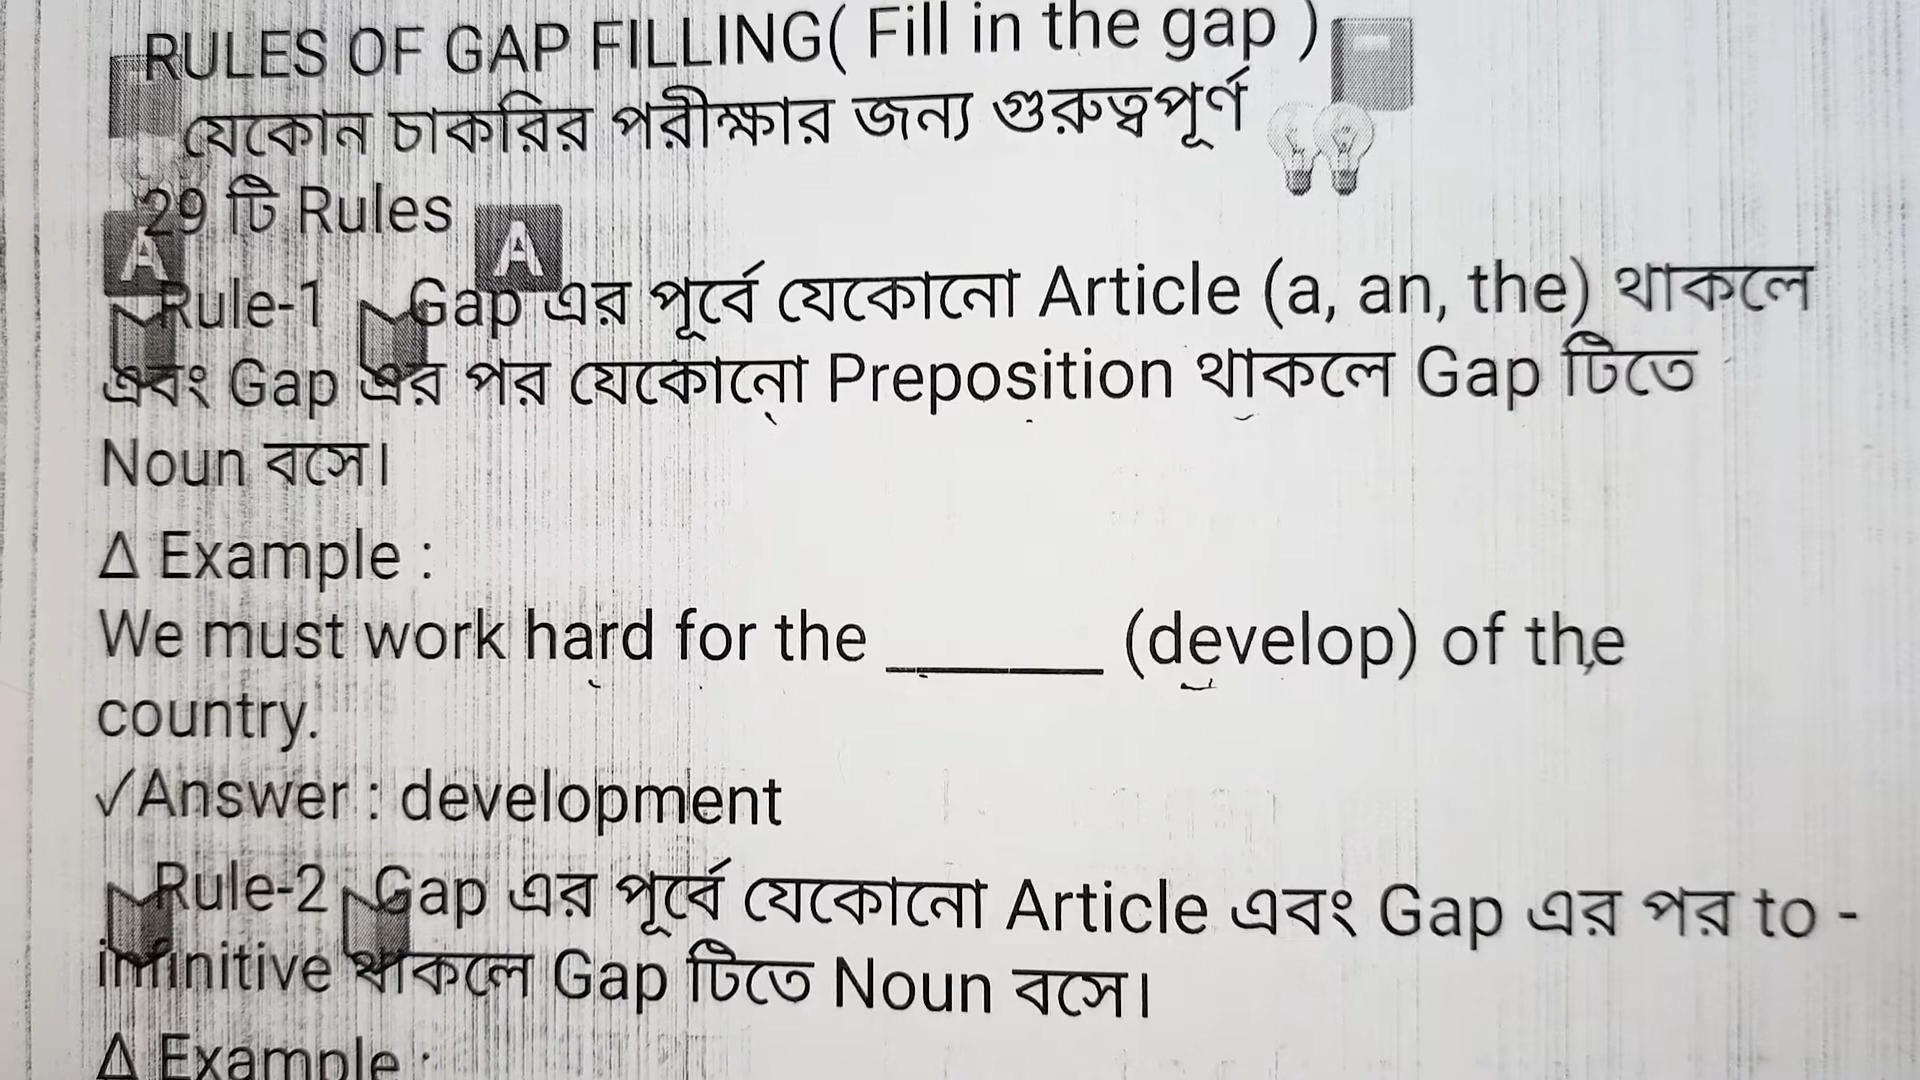 RULES OF GAP FILLING( Fill in the gap )
যেকোন চাকরির পরীক্ষার জন্য গুরুত্বপূর্ণ
29 টি Rules
A A
Rule-1 Gap এর পূর্বে যেকোনো Article (a, an, the) থাকলে
এবং Gap এর পর যেকোনো Preposition থাকলে Gap টিতে
Noun বসে।
Δ Example :
We must work hard for the ______ (develop) of the
country.
✓Answer : development
Rule-2 Gap এর পূর্বে যেকোনো Article এবং Gap এর পর to -
infinitive থাকলে Gap টিতে Noun বসে।
Δ Example :